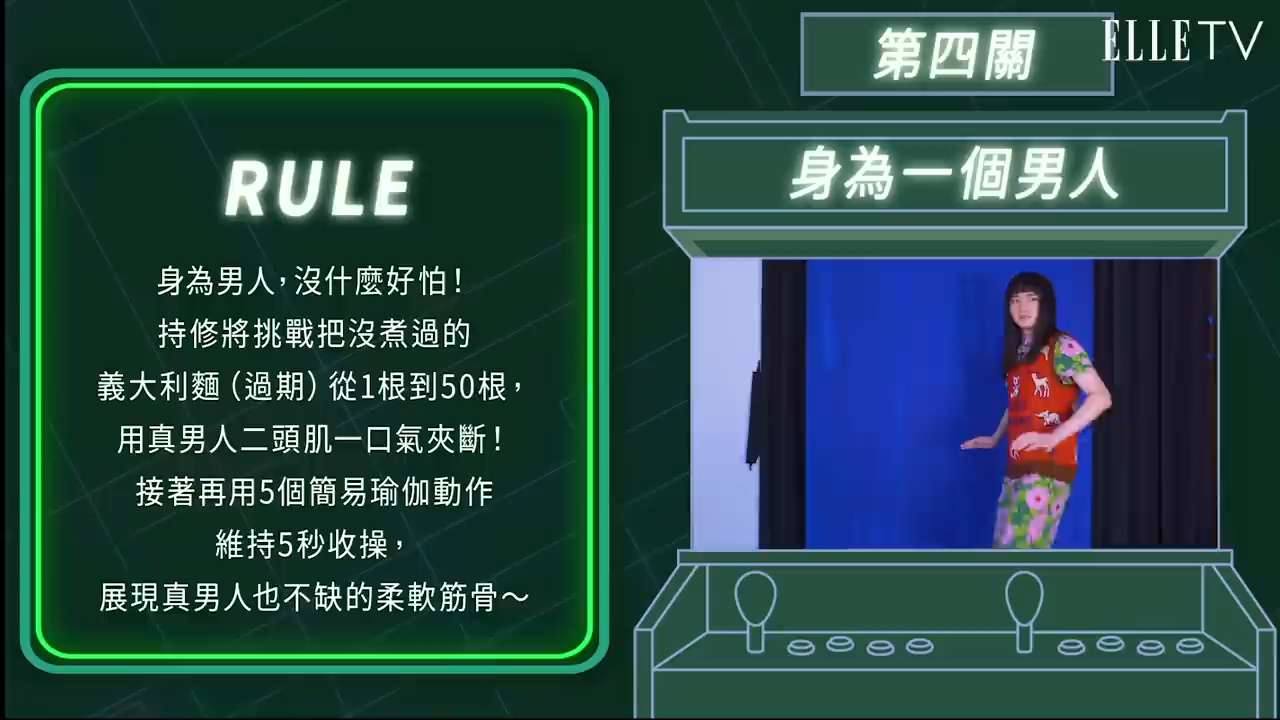 ELLE TV
第四關
身為一個男人
RULE
身為男人，沒什麼好怕！
持修將挑戰把沒煮過的
義大利麵（過期）從1根到50根，
用真男人二頭肌一口氣夾斷！
接著再用5個簡易瑜伽動作
維持5秒收操，
展現真男人也不缺的柔軟筋骨～